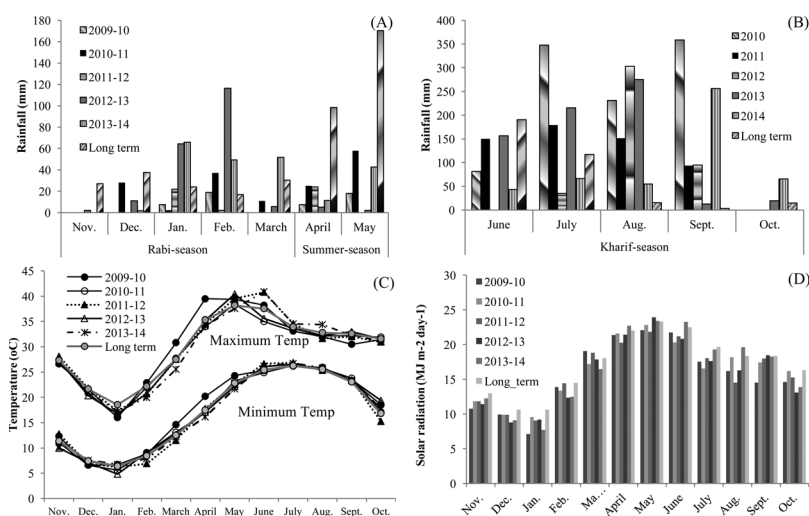 (A)
180
160
140
120
100
80
60
40
20
0
Rainfall (mm)
2009-10
2010-11
2011-12
2012-13
2013-14
Long term
Nov. Dec. Jan. Feb. March April May
Rabi-season Summer-season
(B)
400
350
300
250
200
150
100
50
0
Rainfall (mm)
2010
2011
2012
2013
2014
Long term
June July Aug. Sept. Oct.
Kharif-season
(C)
45
40
35
30
25
20
15
10
5
0
Temperature (oC)
2009-10
2010-11
2011-12
2012-13
2013-14
Long term
Maximum Temp
Minimum Temp
Nov. Dec. Jan. Feb. March April May June July Aug. Sept. Oct.
(D)
30
25
20
15
10
5
0
Solar radiation (MJ m-2 day-1)
2009-10
2010-11
2011-12
2012-13
2013-14
Long_term
Nov. Dec. Jan. Feb. Ma... April May June July Aug. Sept. Oct.